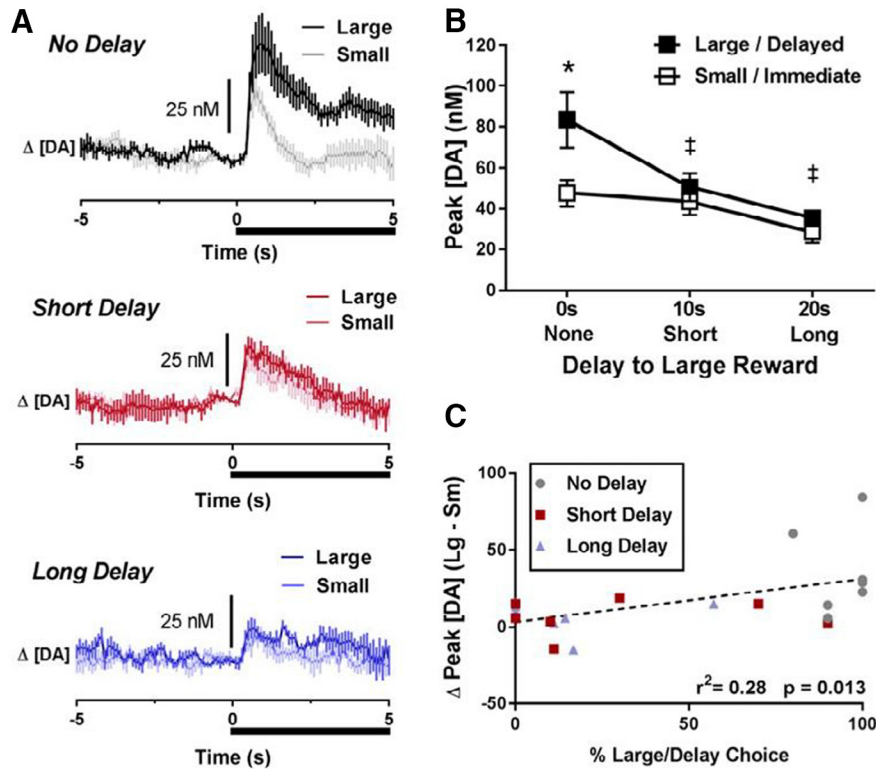 A
No Delay
Large
Small
25 nM
Δ [DA]
-5 0 5
Time (s)
Short Delay
Large
Small
25 nM
Δ [DA]
-5 0 5
Time (s)
Long Delay
Large
Small
25 nM
Δ [DA]
-5 0 5
Time (s)
B
Large / Delayed
Small / Immediate
Peak [DA] (nM)
120
100
80
60
40
20
0
*
‡
‡
0s 10s 20s
None Short Long
Delay to Large Reward
C
No Delay
Short Delay
Long Delay
Δ Peak [DA] (Lg - Sm)
100
50
0
-50
r²= 0.28 p = 0.013
0 50 100
% Large/Delay Choice